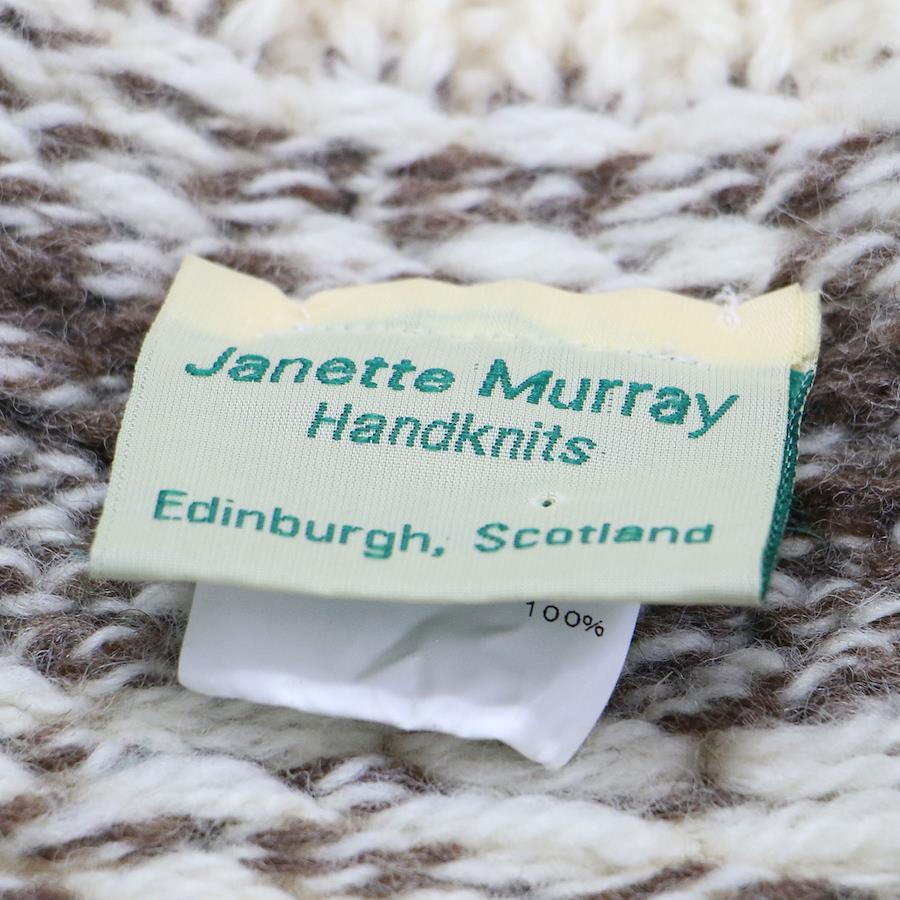 Janette Murray
Handknits
Edinburgh, Scotland
100%